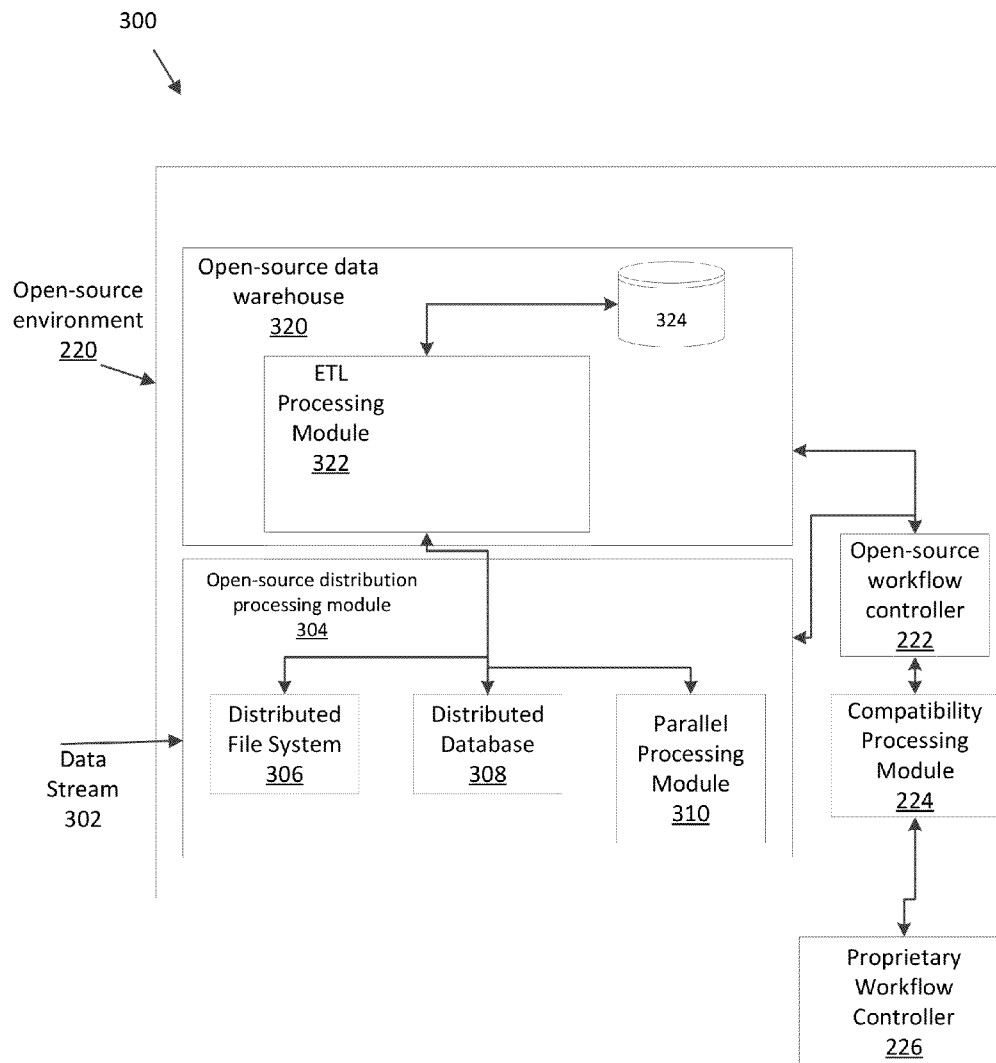 300
Open-source
environment
220
Open-source data
warehouse
320
324
ETL
Processing
Module
322
Open-source distribution
processing module
304
Distributed
File System
306
Distributed
Database
308
Parallel
Processing
Module
310
Data
Stream
302
Open-source
workflow
controller
222
Compatibility
Processing
Module
224
Proprietary
Workflow
Controller
226